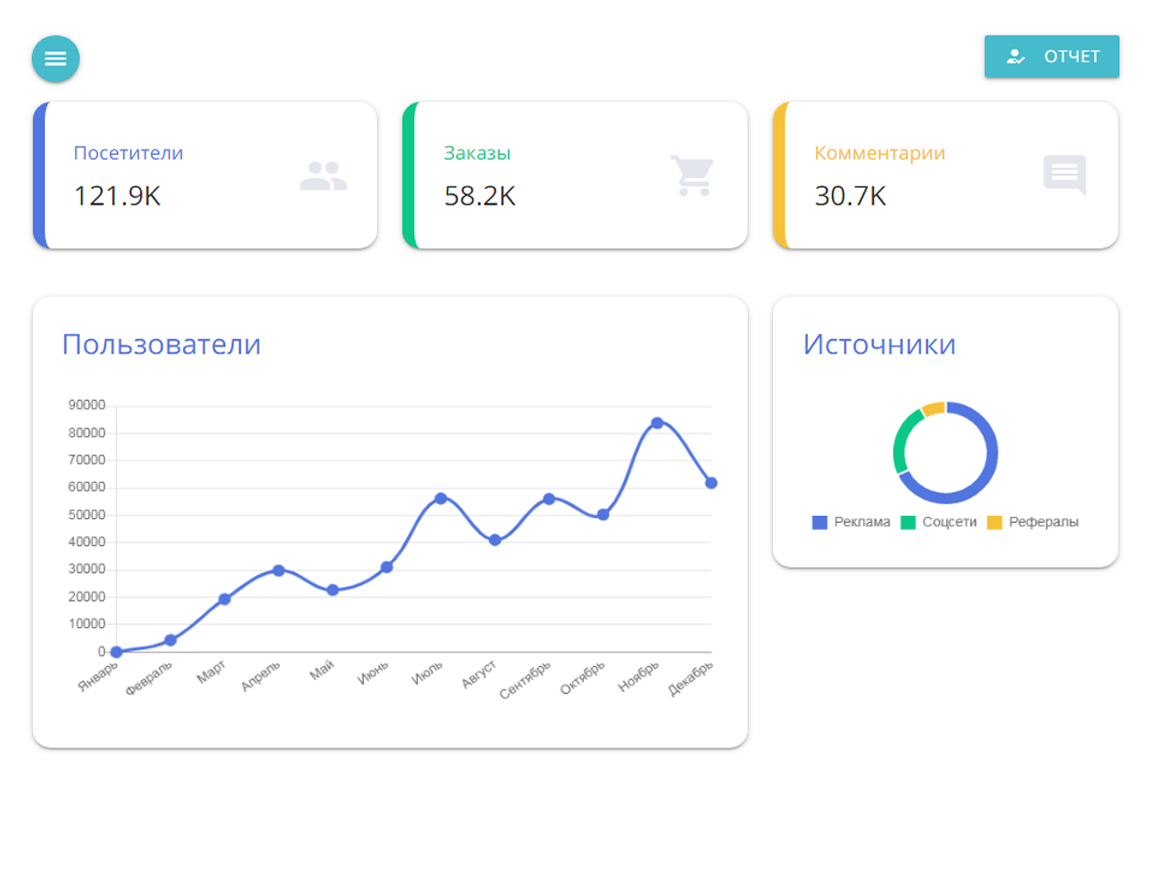 ОТЧЕТ
Посетители
121.9K
Заказы
58.2K
Комментарии
30.7K
Пользователи
90000
80000
70000
60000
50000
40000
30000
20000
10000
0
Январь
Февраль
Март
Апрель
Май
Июнь
Июль
Август
Сентябрь
Октябрь
Ноябрь
Декабрь
Источники
Реклама
Соцсети
Рефералы